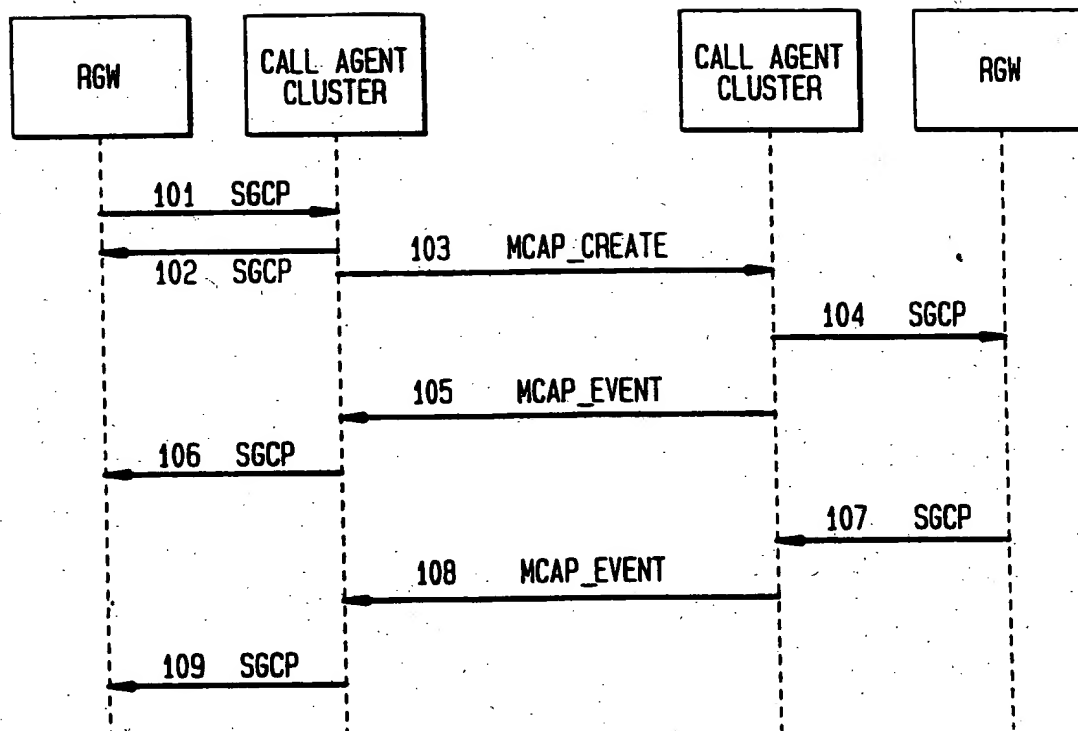 RGW
CALL AGENT
CLUSTER
CALL AGENT
CLUSTER
RGW
101 SGCP
102 SGCP
103 MCAP_CREATE
104 SGCP
105 MCAP_EVENT
106 SGCP
107 SGCP
108 MCAP_EVENT
109 SGCP